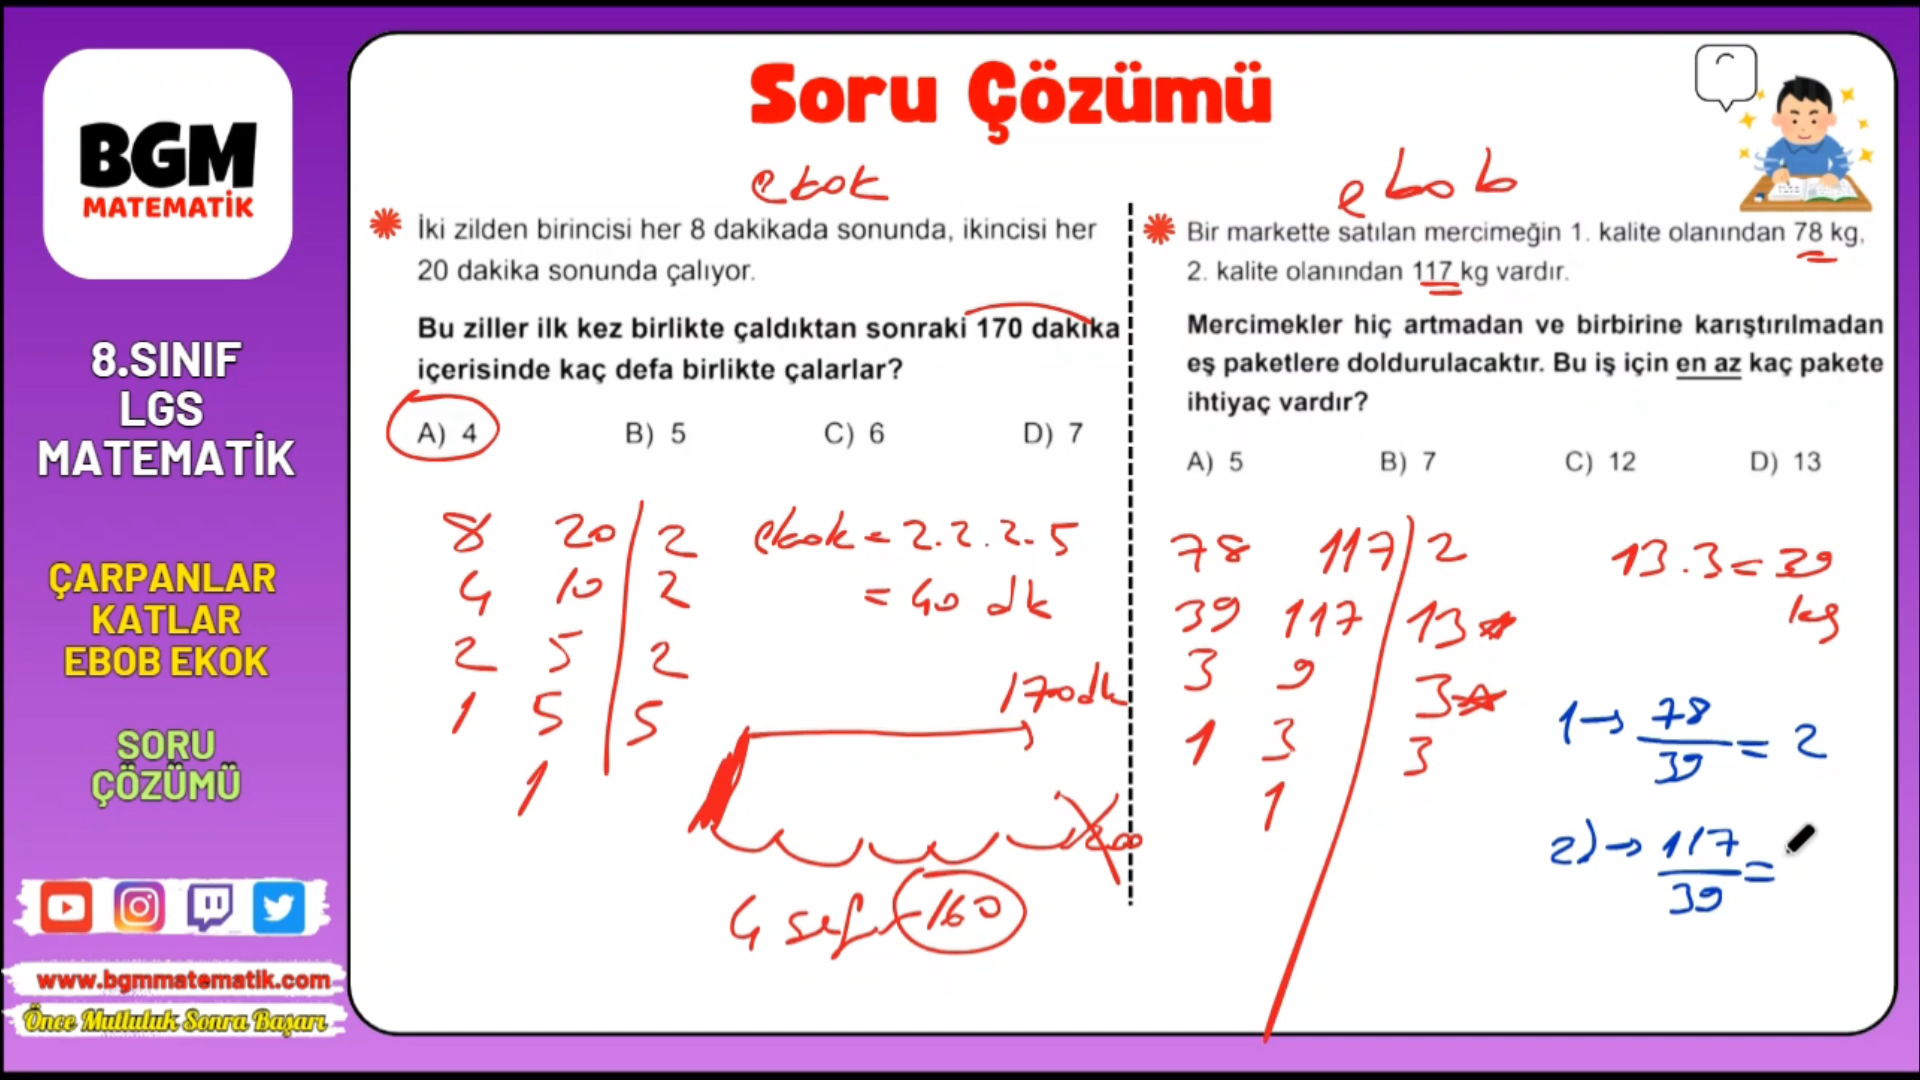 BGM
MATEMATİK
8.SINIF
LGS
MATEMATİK
ÇARPANLAR
KATLAR
EBOB EKOK
SORU
ÇÖZÜMÜ
www.bgmmatematik.com
Önce Mutluluk Sonra Başarı
Soru Çözümü
ekok
İki zilden birincisi her 8 dakikada sonunda, ikincisi her
20 dakika sonunda çalıyor.
Bu ziller ilk kez birlikte çaldıktan sonraki 170 dakika
içerisinde kaç defa birlikte çalarlar?
A) 4 B) 5 C) 6 D) 7
8 20 2
4 10 2
2 5 2
1 5 5
1
ekok = 2.2.2.5
= 40 dk
170dk
200
4 sef 160
ebob
Bir markette satılan mercimeğin 1. kalite olanından 78 kg,
2. kalite olanından 117 kg vardır.
Mercimekler hiç artmadan ve birbirine karıştırılmadan
eş paketlere doldurulacaktır. Bu iş için en az kaç pakete
ihtiyaç vardır?
A) 5 B) 7 C) 12 D) 13
78 117 2
39 117 13
3 9 3
1 3 3
1
13.3 = 39
kg
1 → 78/39 = 2
2) → 117/39 =